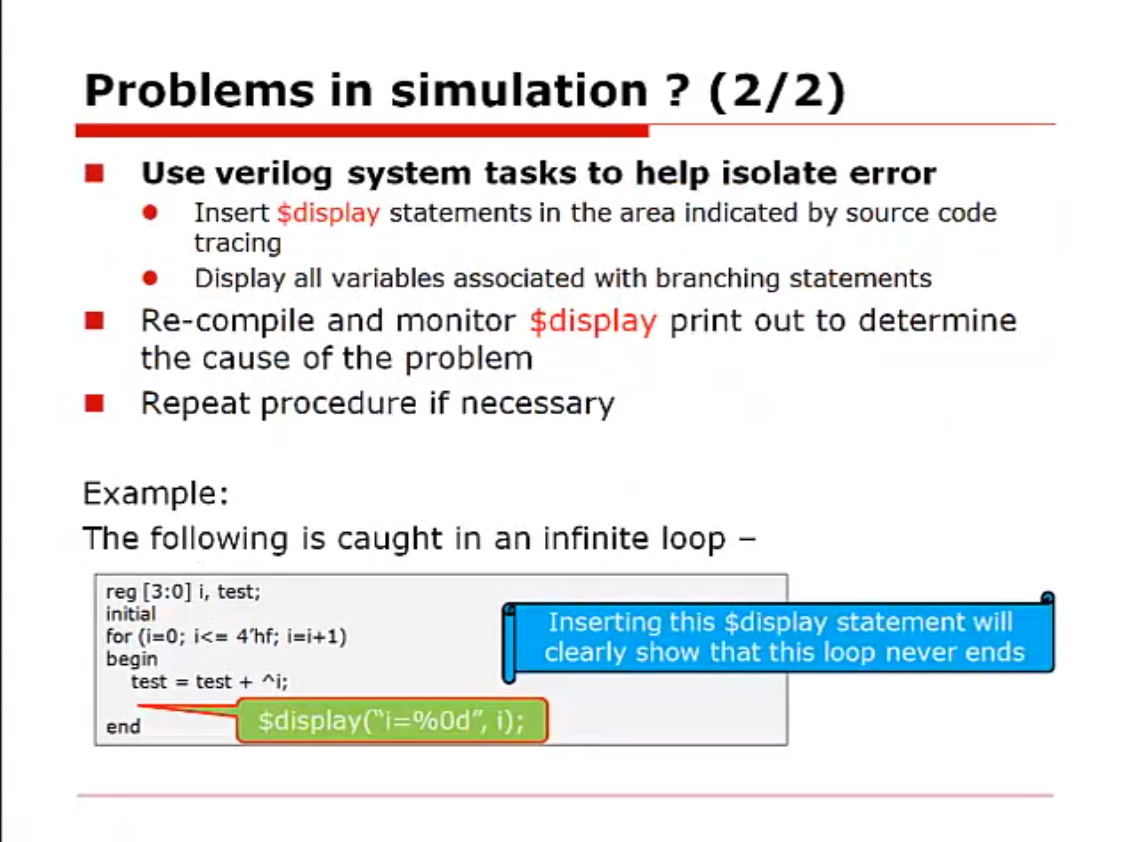 Problems in simulation ? (2/2)
Use verilog system tasks to help isolate error
Insert $display statements in the area indicated by source code
tracing
Display all variables associated with branching statements
Re-compile and monitor $display print out to determine
the cause of the problem
Repeat procedure if necessary
Example:
The following is caught in an infinite loop –
reg [3:0] i, test;
initial
for (i=0; i<= 4’hf; i=i+1)
begin
test = test + ^i;
$display(“i=%0d”, i);
end
Inserting this $display statement will
clearly show that this loop never ends